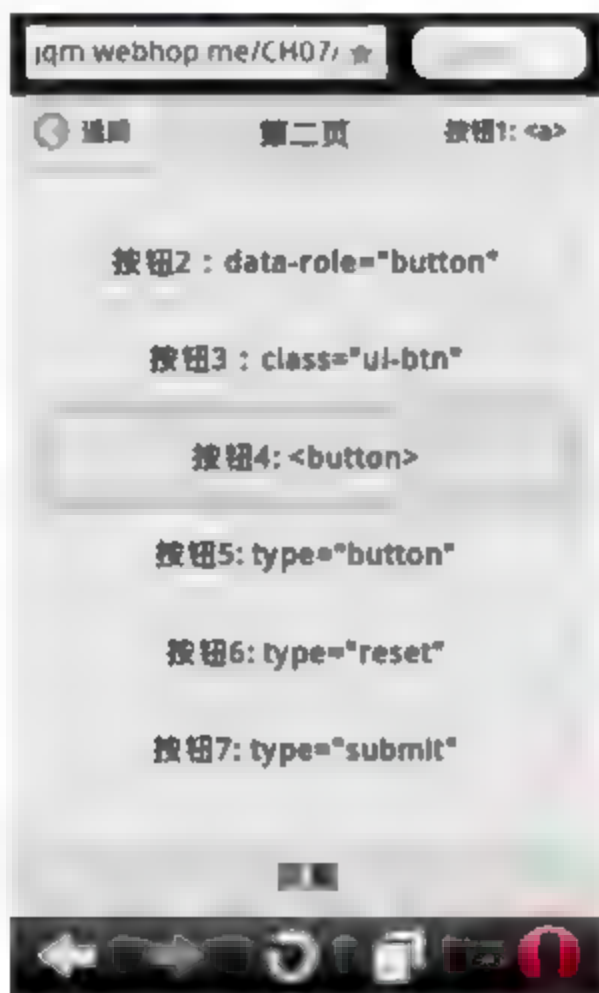 jqm webhop me/CH07/
返回 第二页 按钮1: <a>
按钮2：data-role="button"
按钮3：class="ui-btn"
按钮4: <button>
按钮5: type="button"
按钮6: type="reset"
按钮7: type="submit"